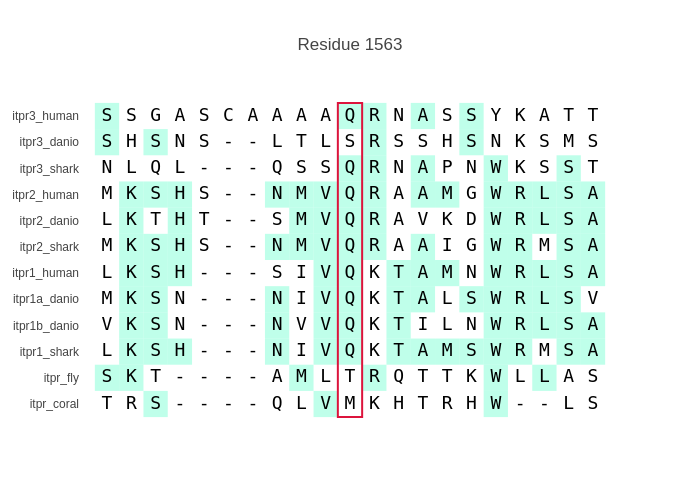 Residue 1563
itpr3_human S S G A S C A A A A Q R N A S S Y K A T T
itpr3_danio S H S N S - - L T L S R S S H S N K S M S
itpr3_shark N L Q L - - - Q S S Q R N A P N W K S S T
itpr2_human M K S H S - - N M V Q R A A M G W R L S A
itpr2_danio L K T H T - - S M V Q R A V K D W R L S A
itpr2_shark M K S H S - - N M V Q R A A I G W R M S A
itpr1_human L K S H - - - S I V Q K T A M N W R L S A
itpr1a_danio M K S N - - - N I V Q K T A L S W R L S V
itpr1b_danio V K S N - - - N V V Q K T I L N W R L S A
itpr1_shark L K S H - - - N I V Q K T A M S W R M S A
itpr_fly S K T - - - - A M L T R Q T T K W L L A S
itpr_coral T R S - - - - Q L V M K H T R H W - - L S